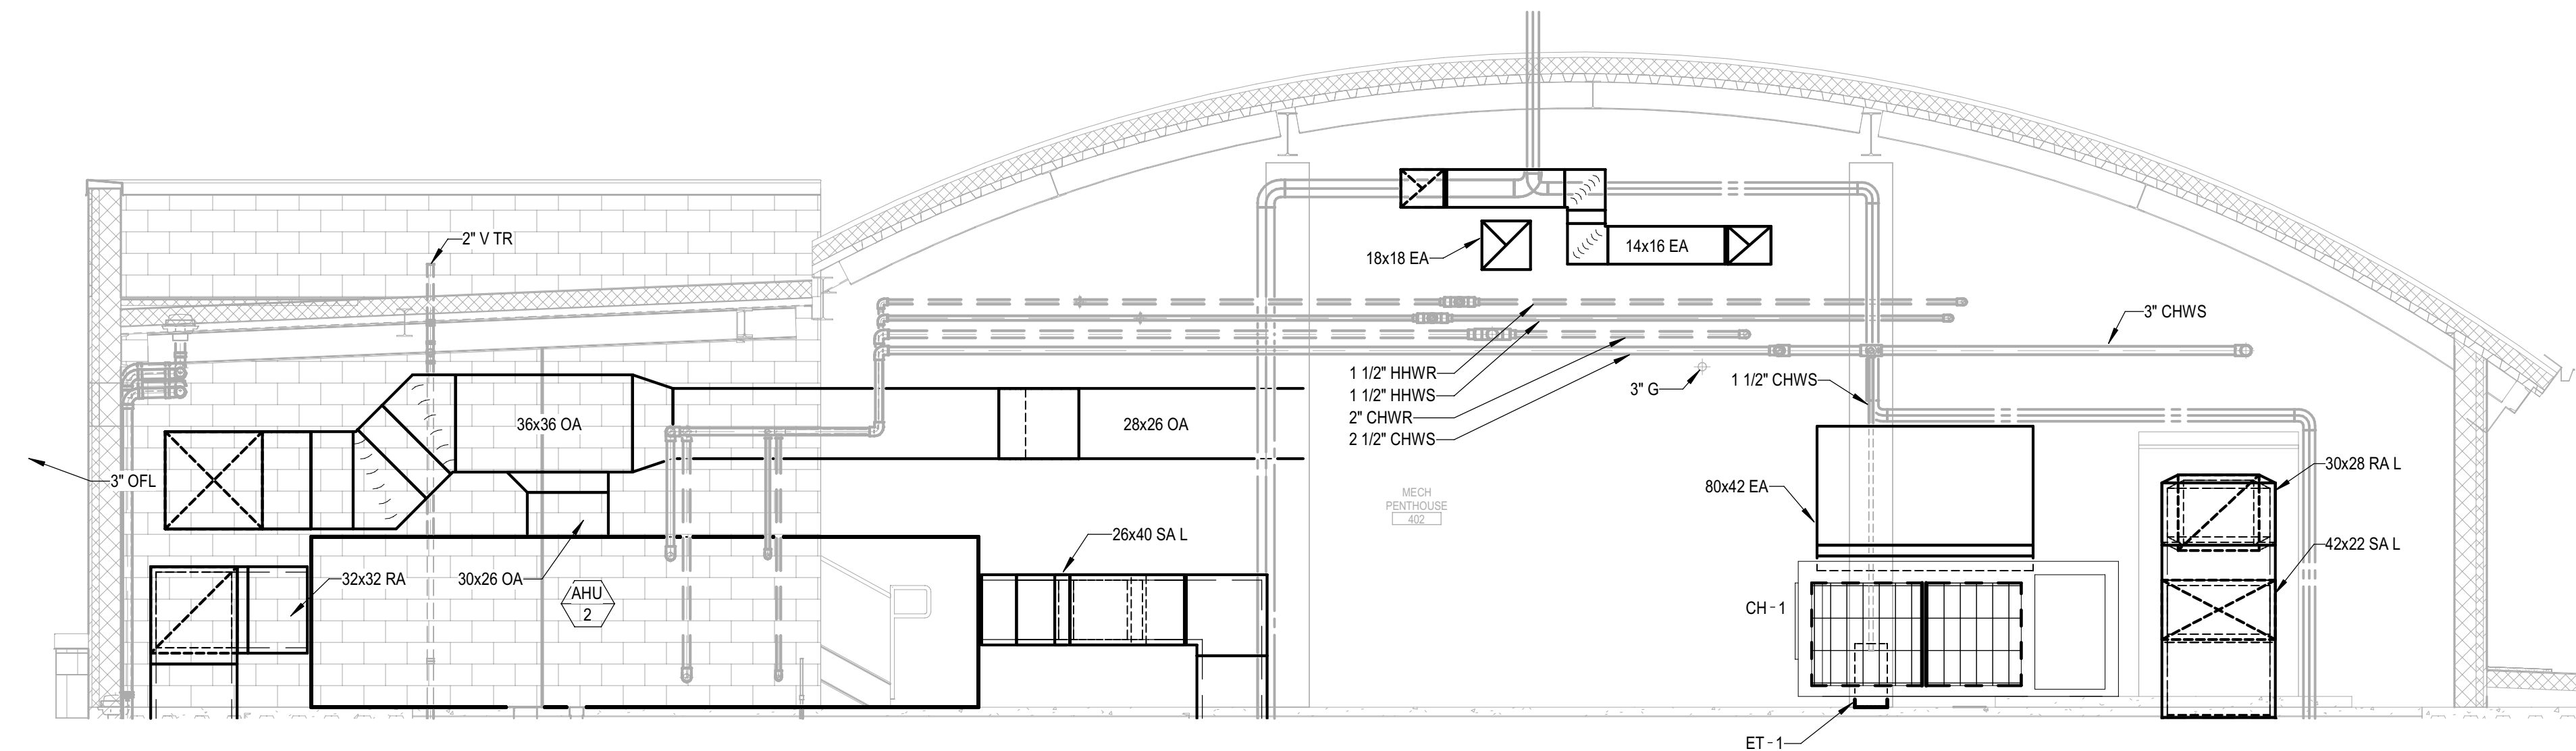 2" V TR
18x18 EA
14x16 EA
3" CHWS
1 1/2" HHWR
1 1/2" HHWS
2" CHWR
2 1/2" CHWS
3" G
1 1/2" CHWS
36x36 OA
28x26 OA
3" OFL
30x28 RA L
80x42 EA
MECH
PENTHOUSE
402
26x40 SA L
42x22 SA L
32x32 RA
30x26 OA
AHU
2
CH-1
ET-1